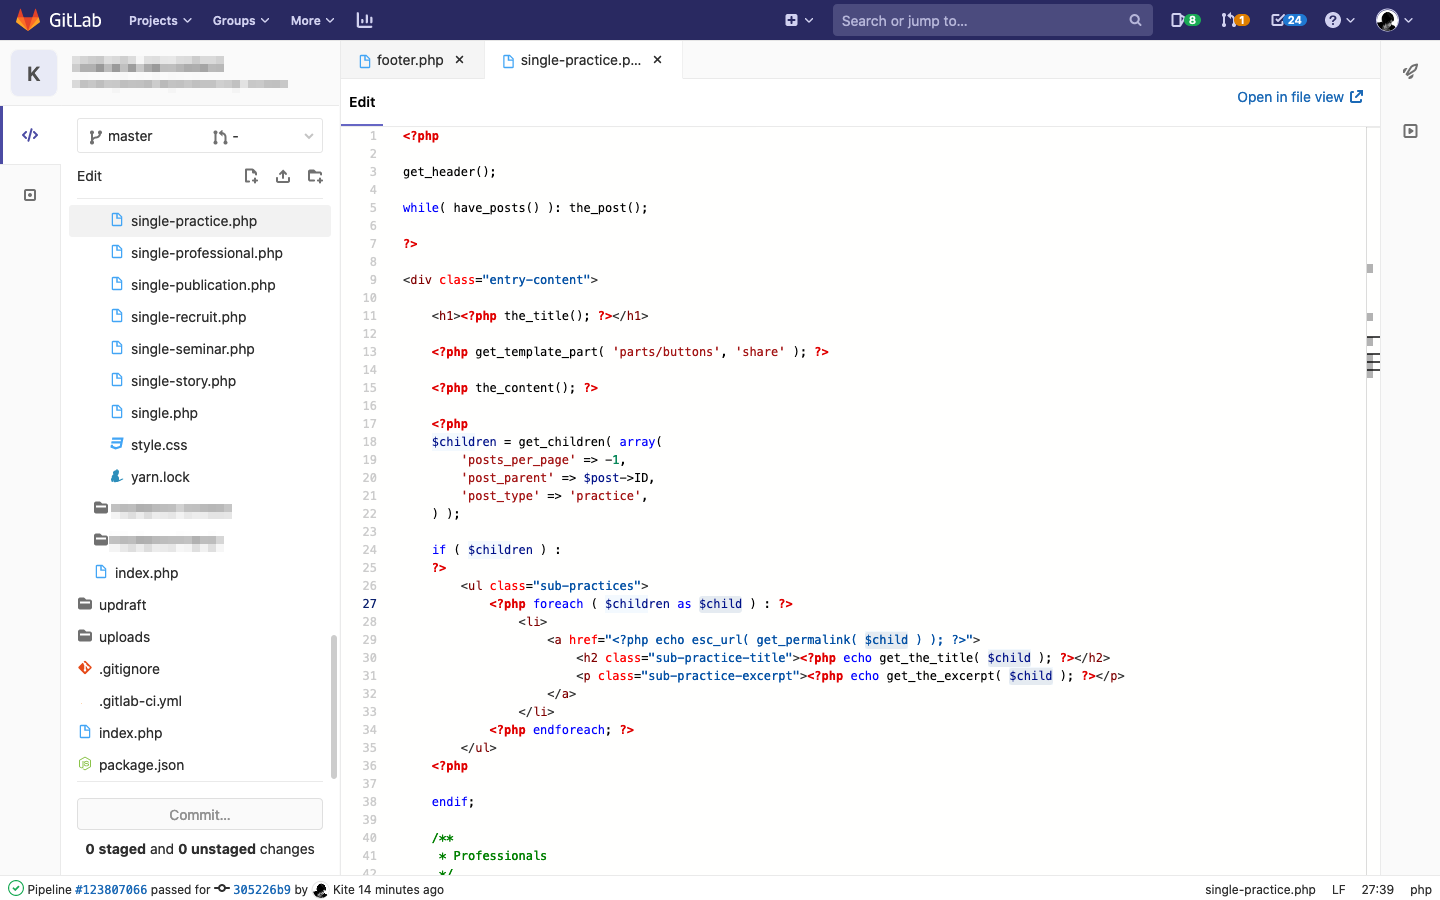 GitLab Projects Groups More Search or jump to... 8 1 24
K
footer.php single-practice.p...
Edit Open in file view
master -
Edit
single-practice.php
single-professional.php
single-publication.php
single-recruit.php
single-seminar.php
single-story.php
single.php
style.css
yarn.lock
index.php
updraft
uploads
.gitignore
.gitlab-ci.yml
index.php
package.json
Commit...
0 staged and 0 unstaged changes
1 <?php
2
3 get_header();
4
5 while( have_posts() ): the_post();
6
7 ?>
8
9 <div class="entry-content">
10
11 <h1><?php the_title(); ?></h1>
12
13 <?php get_template_part( 'parts/buttons', 'share' ); ?>
14
15 <?php the_content(); ?>
16
17 <?php
18 $children = get_children( array(
19 'posts_per_page' => -1,
20 'post_parent' => $post->ID,
21 'post_type' => 'practice',
22 ) );
23
24 if ( $children ) :
25 ?>
26 <ul class="sub-practices">
27 <?php foreach ( $children as $child ) : ?>
28 <li>
29 <a href="<?php echo esc_url( get_permalink( $child ) ); ?>">
30 <h2 class="sub-practice-title"><?php echo get_the_title( $child ); ?></h2>
31 <p class="sub-practice-excerpt"><?php echo get_the_excerpt( $child ); ?></p>
32 </a>
33 </li>
34 <?php endforeach; ?>
35 </ul>
36 <?php
37
38 endif;
39
40 /**
41 * Professionals
42 */
Pipeline #123807066 passed for 305226b9 by Kite 14 minutes ago single-practice.php LF 27:39 php